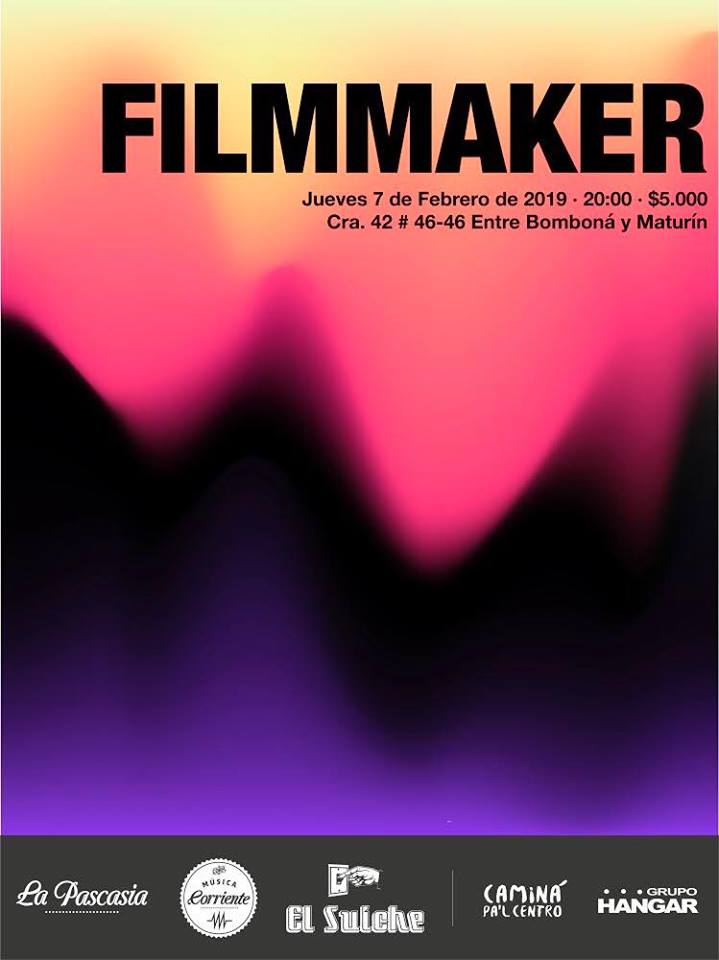 FILMMAKER
Jueves 7 de Febrero de 2019 · 20:00 · $5.000
Cra. 42 # 46-46 Entre Bomboná y Maturín
La Pascasia
MÚSICA
Corriente
El Suiche
CAMINÁ
PA'L CENTRO
GRUPO
HANGAR